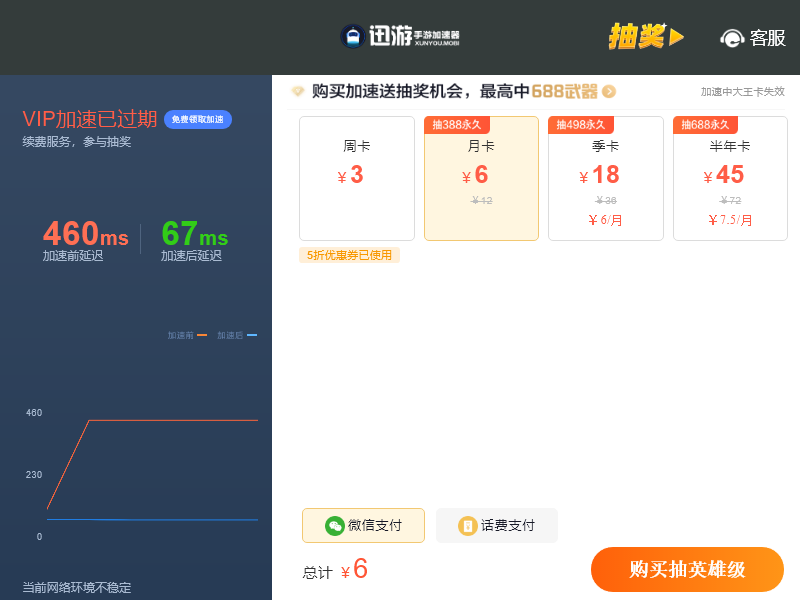 迅游手游加速器
XUNYOU.MOBI
抽奖
客服
VIP加速已过期
免费领取加速
续费服务，参与抽奖
460ms
加速前延迟
67ms
加速后延迟
加速前
加速后
460
230
0
当前网络环境不稳定
购买加速送抽奖机会，最高中688武器
加速中大王卡失效
周卡
¥3
抽388永久
月卡
¥6
¥12
抽498永久
季卡
¥18
¥36
¥6/月
抽688永久
半年卡
¥45
¥72
¥7.5/月
5折优惠券已使用
微信支付
话费支付
总计 ¥6
购买抽英雄级